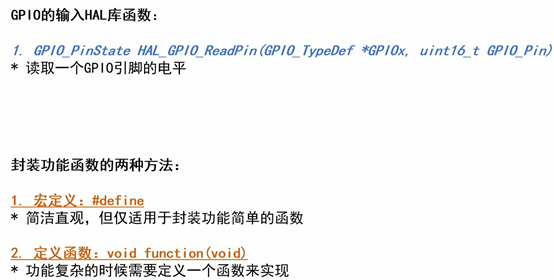 GPIO的输入HAL库函数：
1. GPIO_PinState HAL_GPIO_ReadPin(GPIO_TypeDef *GPIOx, uint16_t GPIO_Pin)
* 读取一个GPIO引脚的电平
封装功能函数的两种方法：
1. 宏定义：#define
* 简洁直观，但仅适用于封装功能简单的函数
2. 定义函数：void function(void)
* 功能复杂的时候需要定义一个函数来实现